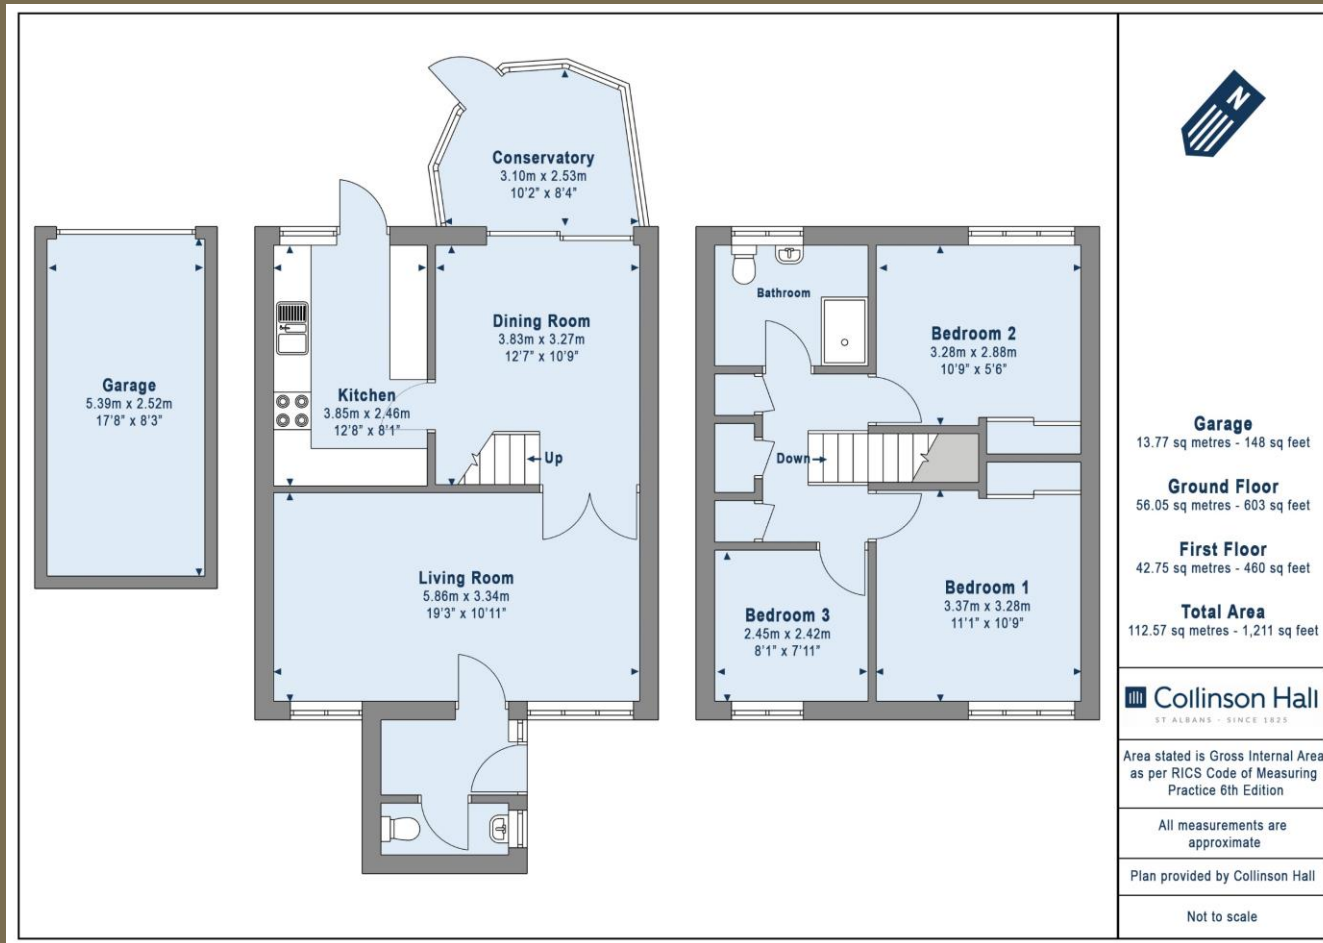 Conservatory
3.10m x 2.53m
10'2" x 8'4"
Garage
5.39m x 2.52m
17'8" x 8'3"
Kitchen
3.85m x 2.46m
12'8" x 8'1"
Dining Room
3.83m x 3.27m
12'7" x 10'9"
Up
Living Room
5.86m x 3.34m
19'3" x 10'11"
Bathroom
Bedroom 2
3.28m x 2.88m
10'9" x 5'6"
Down
Bedroom 3
2.45m x 2.42m
8'1" x 7'11"
Bedroom 1
3.37m x 3.28m
11'1" x 10'9"
N
Garage
13.77 sq metres - 148 sq feet
Ground Floor
56.05 sq metres - 603 sq feet
First Floor
42.75 sq metres - 460 sq feet
Total Area
112.57 sq metres - 1,211 sq feet
Collinson Hall
ST ALBANS - SINCE 1825
Area stated is Gross Internal Area
as per RICS Code of Measuring
Practice 6th Edition
All measurements are
approximate
Plan provided by Collinson Hall
Not to scale